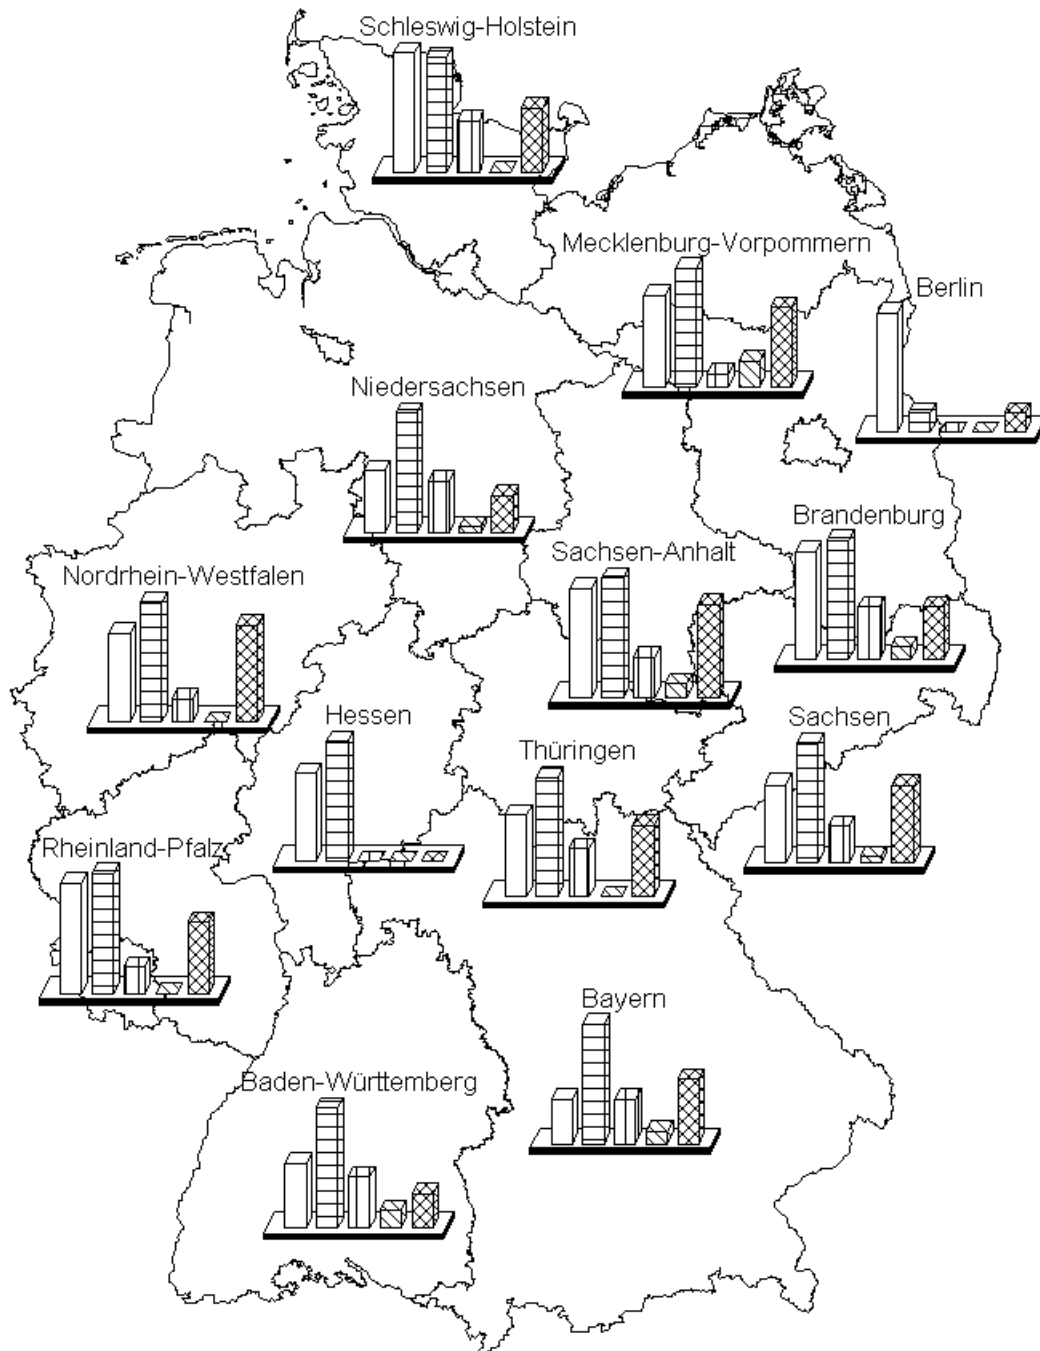 Schleswig-Holstein
Mecklenburg-Vorpommern
Berlin
Niedersachsen
Brandenburg
Sachsen-Anhalt
Nordrhein-Westfalen
Hessen
Sachsen
Thüringen
Rheinland-Pfalz
Bayern
Baden-Württemberg